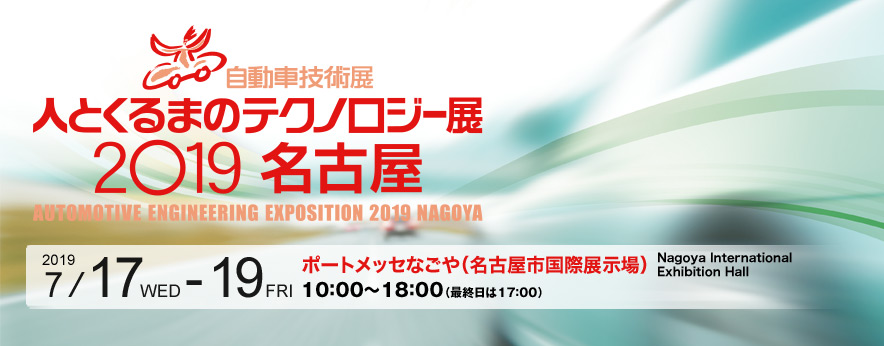 自動車技術展
人とくるまのテクノロジー展
2019 名古屋
AUTOMOTIVE ENGINEERING EXPOSITION 2019 NAGOYA
2019
7/17WED-19FRI
ポートメッセなごや(名古屋市国際展示場)
Nagoya International
Exhibition Hall
10:00〜18:00(最終日は17:00)